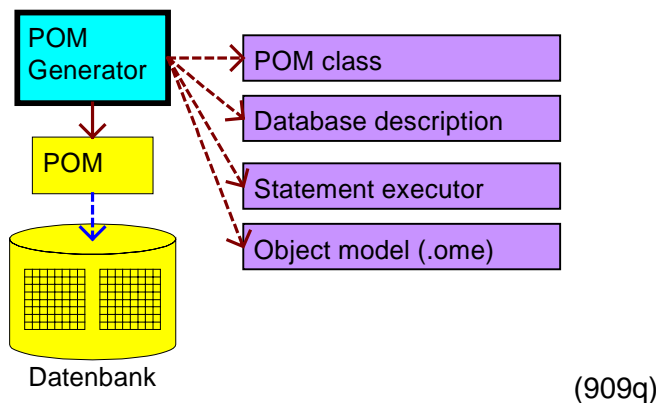 POM
Generator
POM class
Database description
POM
Statement executor
Object model (.ome)
Datenbank
(909q)